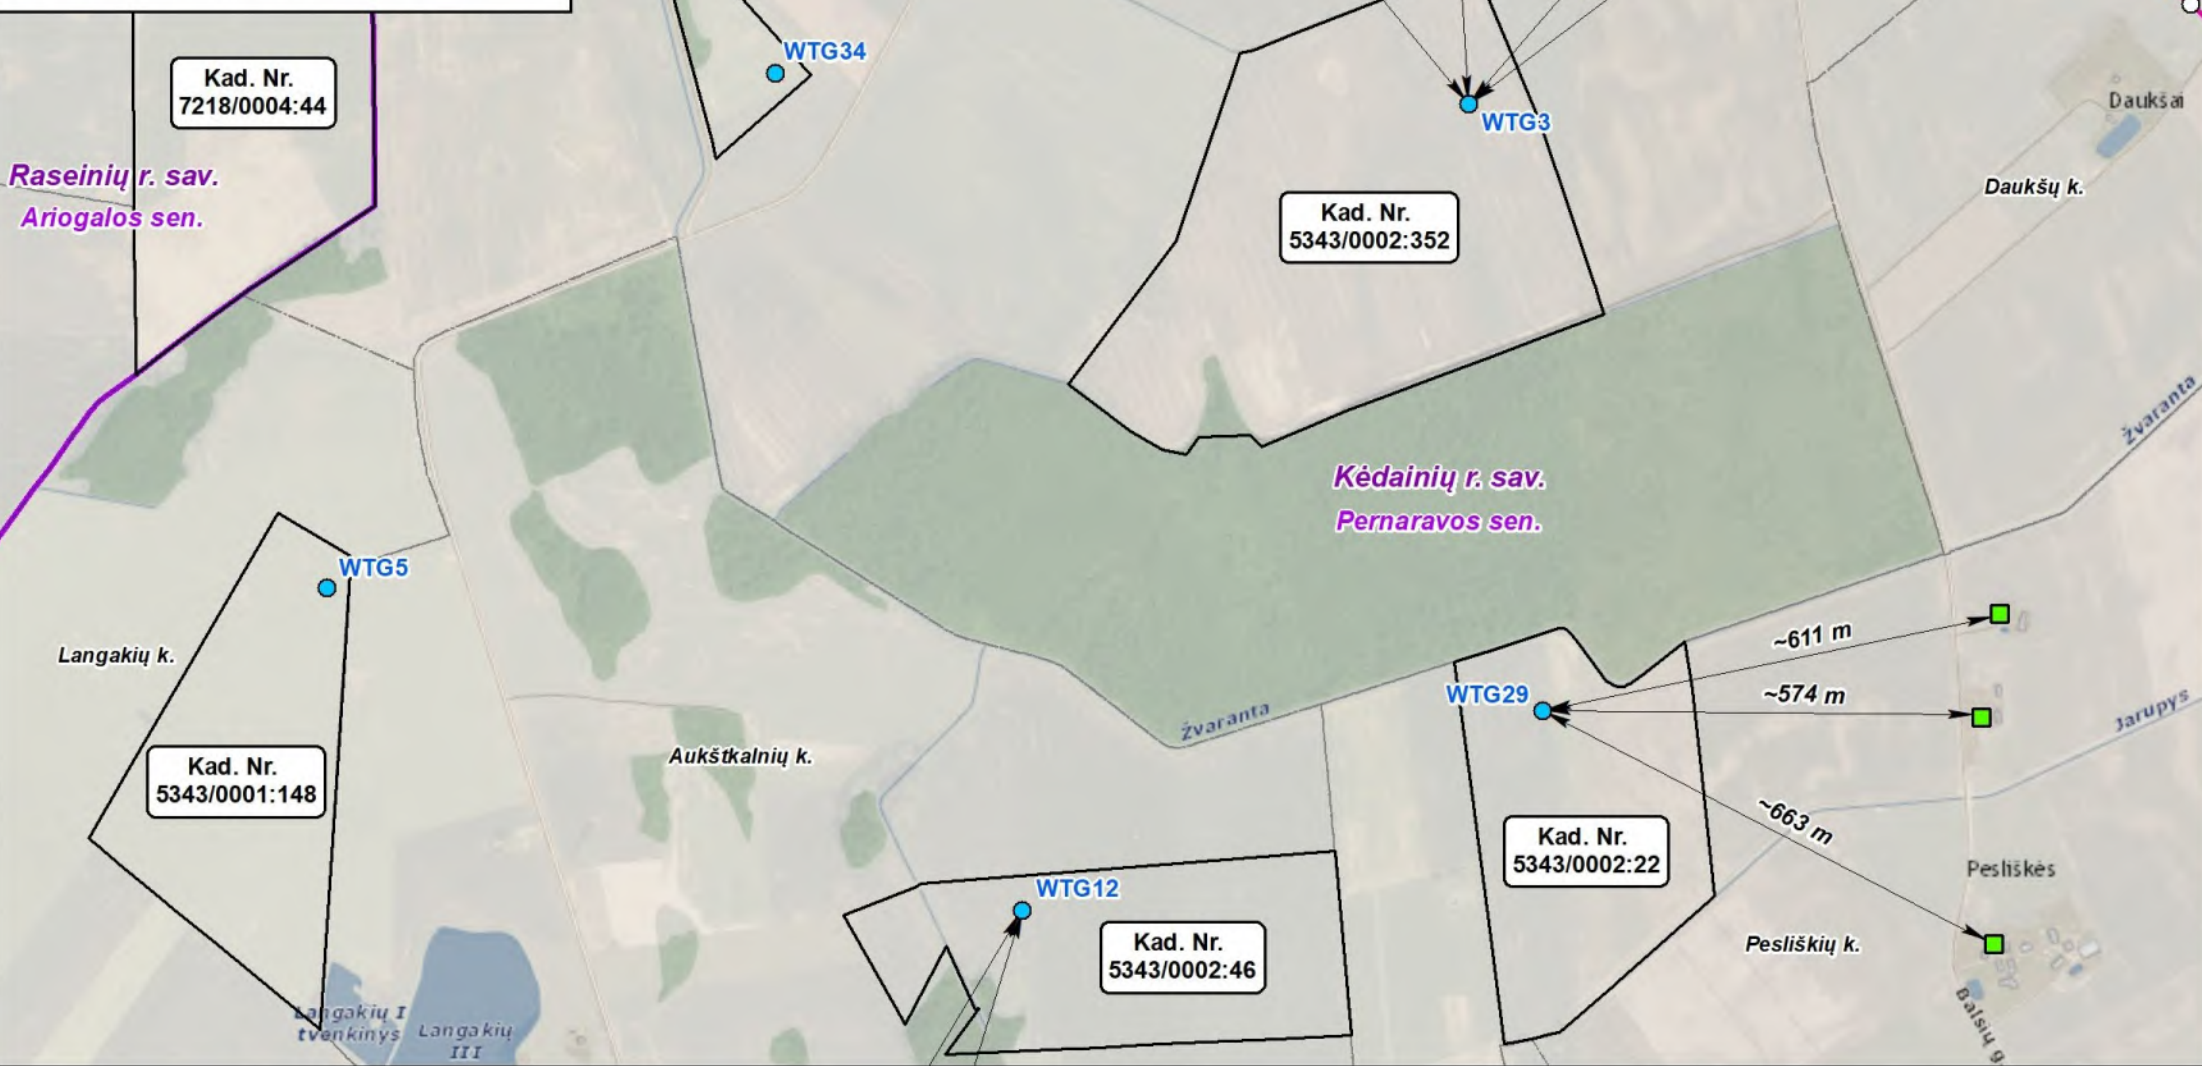 WTG34
Kad. Nr.
7218/0004:44
WTG3
Daukšai
Raseinių r. sav.
Ariogalos sen.
Daukšų k.
Kad. Nr.
5343/0002:352
Žvaranta
Kėdainių r. sav.
Pernaravos sen.
WTG5
Langakių k.
~611 m
WTG29
~574 m
Žvaranta
Jarupys
Aukštkalnių k.
Kad. Nr.
5343/0001:148
~663 m
Kad. Nr.
5343/0002:22
Pesliškės
WTG12
Kad. Nr.
5343/0002:46
Pesliškių k.
Langakių I
tvenkinys
Langakių
III
Balsių g.